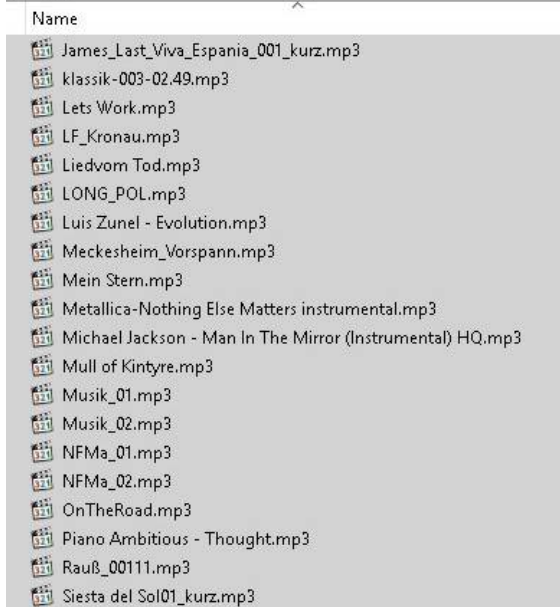 Name
James_Last_Viva_Espania_001_kurz.mp3
klassik-003-02.49.mp3
Lets Work.mp3
LF_Kronau.mp3
Liedvom Tod.mp3
LONG_POL.mp3
Luis Zunel - Evolution.mp3
Meckesheim_Vorspann.mp3
Mein Stern.mp3
Metallica-Nothing Else Matters instrumental.mp3
Michael Jackson - Man In The Mirror (Instrumental) HQ.mp3
Mull of Kintyre.mp3
Musik_01.mp3
Musik_02.mp3
NFMa_01.mp3
NFMa_02.mp3
OnTheRoad.mp3
Piano Ambitious - Thought.mp3
Rauß_00111.mp3
Siesta del Sol01_kurz.mp3